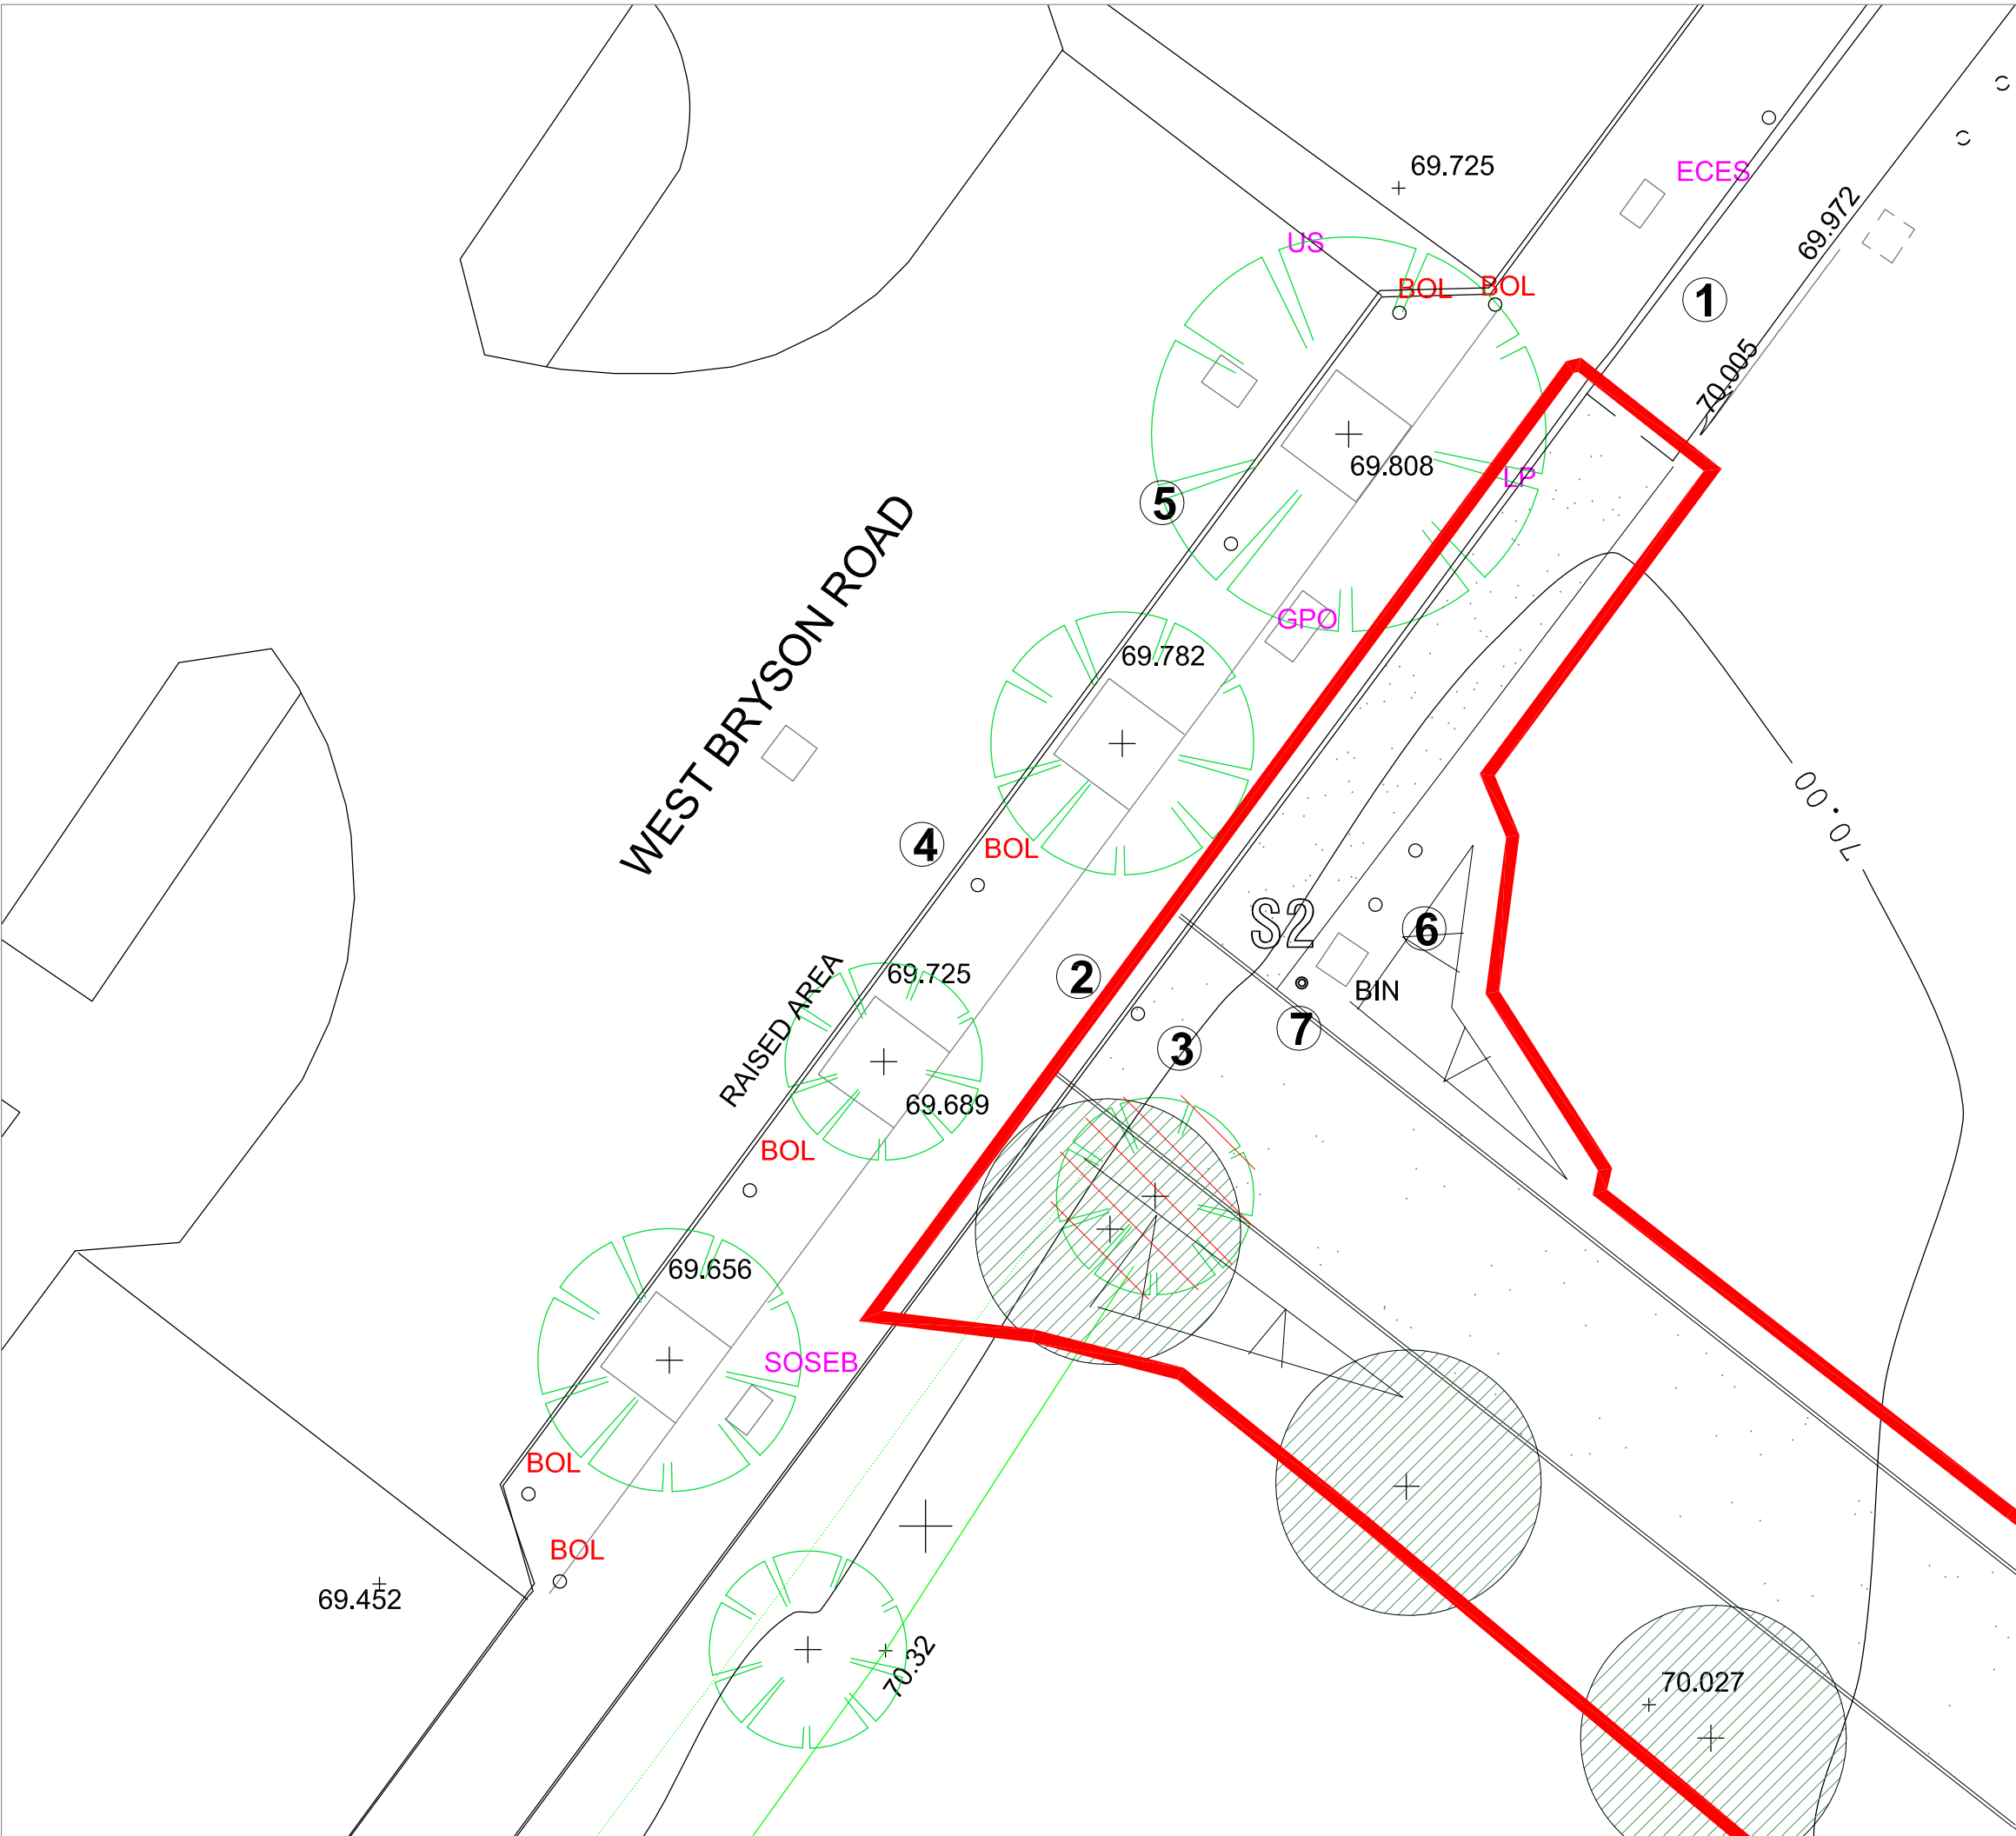 69.725
ECES
69.972
US
BOL
BOL
1
70.005
69.808
LP
5
WEST BRYSON ROAD
GPO
69.782
70.00
4
BOL
S2
6
RAISED AREA
69.725
2
BIN
7
3
69.689
BOL
69.656
SOSEB
BOL
BOL
69.452
70.32
70.027